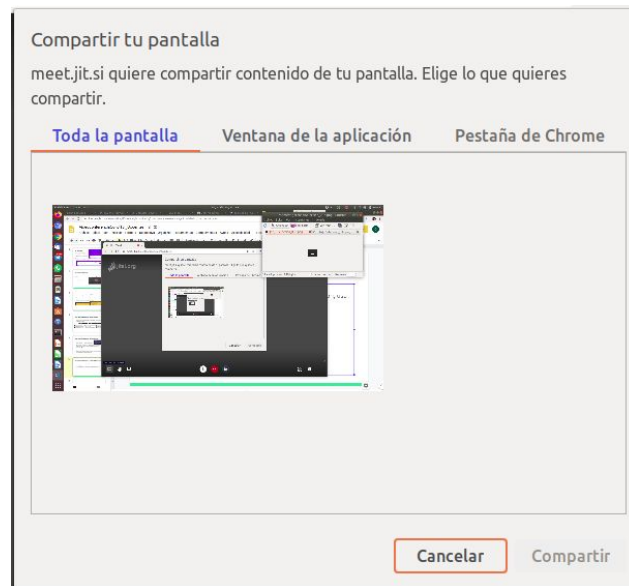 Compartir tu pantalla
meet.jit.si quiere compartir contenido de tu pantalla. Elige lo que quieres
compartir.
Toda la pantalla
Ventana de la aplicación
Pestaña de Chrome
Cancelar
Compartir